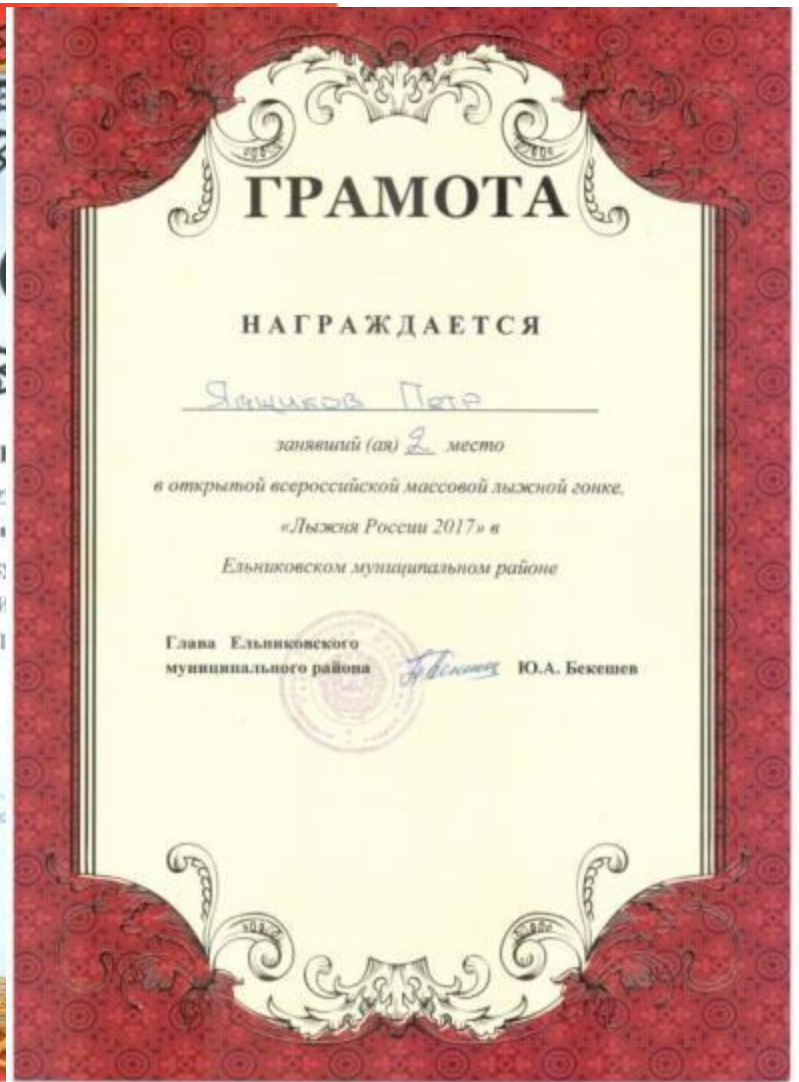 ГРАМОТА
НАГРАЖДАЕТСЯ
Ямщиков Петр
занявший (ая) 2 место
в открытой всероссийской массовой лыжной гонке,
«Лыжня России 2017» в
Ельниковском муниципальном районе
Глава Ельниковского
муниципального района Ю.А. Бекешев